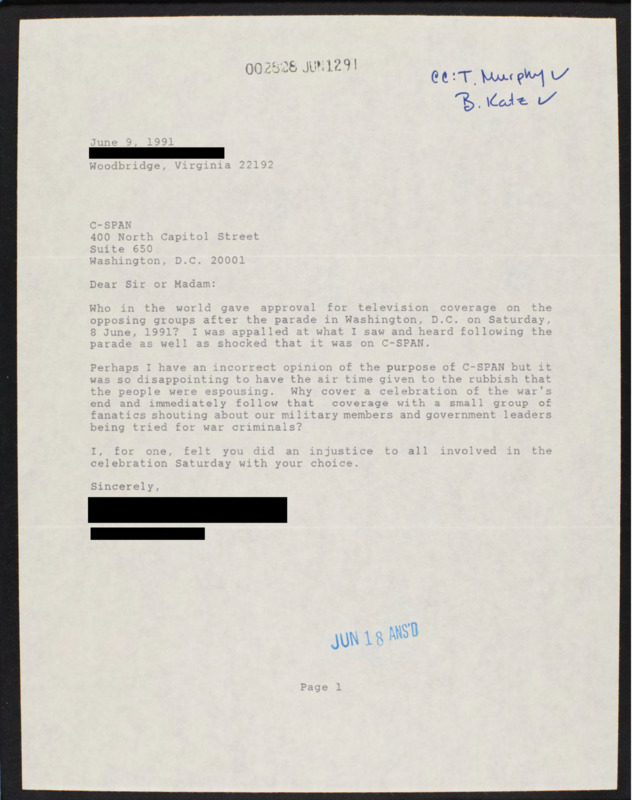 002528 JUN1291
CC: T. Murphy ✓
B. Katz ✓
June 9, 1991
Woodbridge, Virginia 22192
C-SPAN
400 North Capitol Street
Suite 650
Washington, D.C. 20001
Dear Sir or Madam:
Who in the world gave approval for television coverage on the
opposing groups after the parade in Washington, D.C. on Saturday,
8 June, 1991? I was appalled at what I saw and heard following the
parade as well as shocked that it was on C-SPAN.
Perhaps I have an incorrect opinion of the purpose of C-SPAN but it
was so disappointing to have the air time given to the rubbish that
the people were espousing. Why cover a celebration of the war's
end and immediately follow that coverage with a small group of
fanatics shouting about our military members and government leaders
being tried for war criminals?
I, for one, felt you did an injustice to all involved in the
celebration Saturday with your choice.
Sincerely,
JUN 18 ANS'D
Page 1